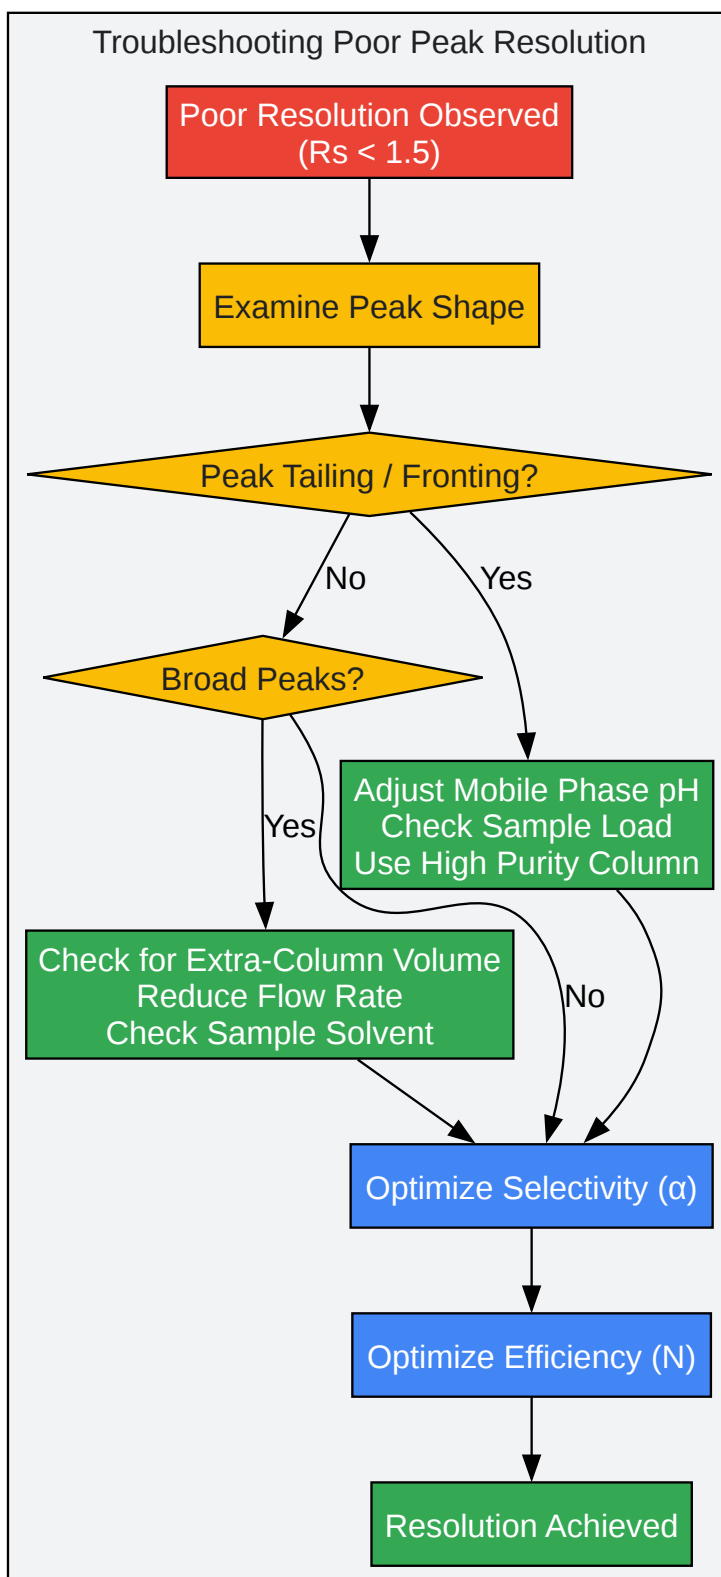 Troubleshooting Poor Peak Resolution
Poor Resolution Observed
(Rs < 1.5)
Examine Peak Shape
Peak Tailing / Fronting?
No
Yes
Broad Peaks?
Adjust Mobile Phase pH
Check Sample Load
Use High Purity Column
Yes
Check for Extra-Column Volume
Reduce Flow Rate
Check Sample Solvent
No
Optimize Selectivity (α)
Optimize Efficiency (N)
Resolution Achieved